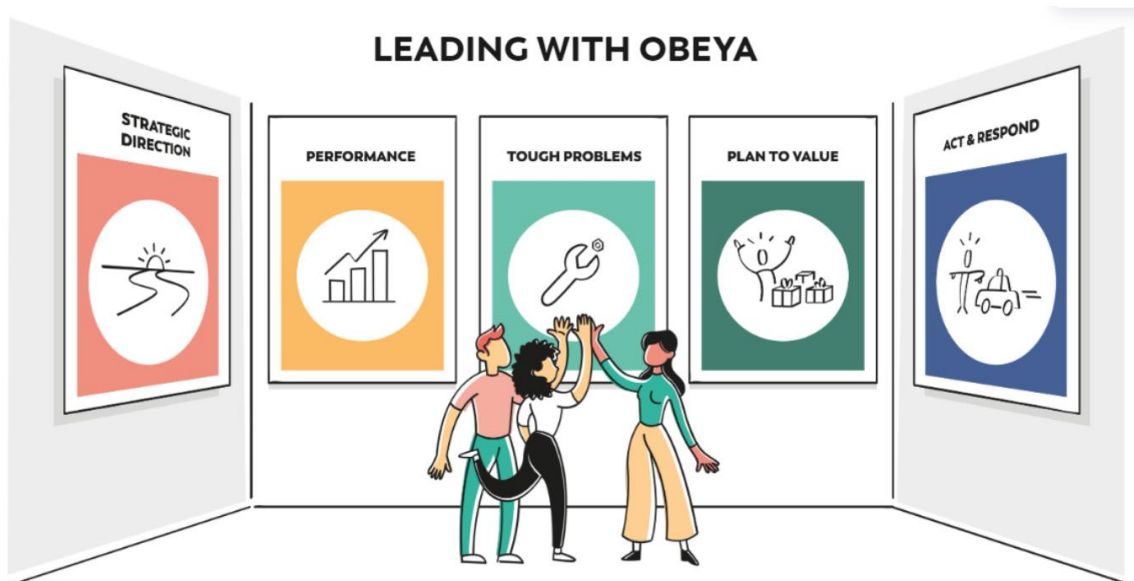 LEADING WITH OBEYA
STRATEGIC
DIRECTION
PERFORMANCE
TOUGH PROBLEMS
PLAN TO VALUE
ACT & RESPOND